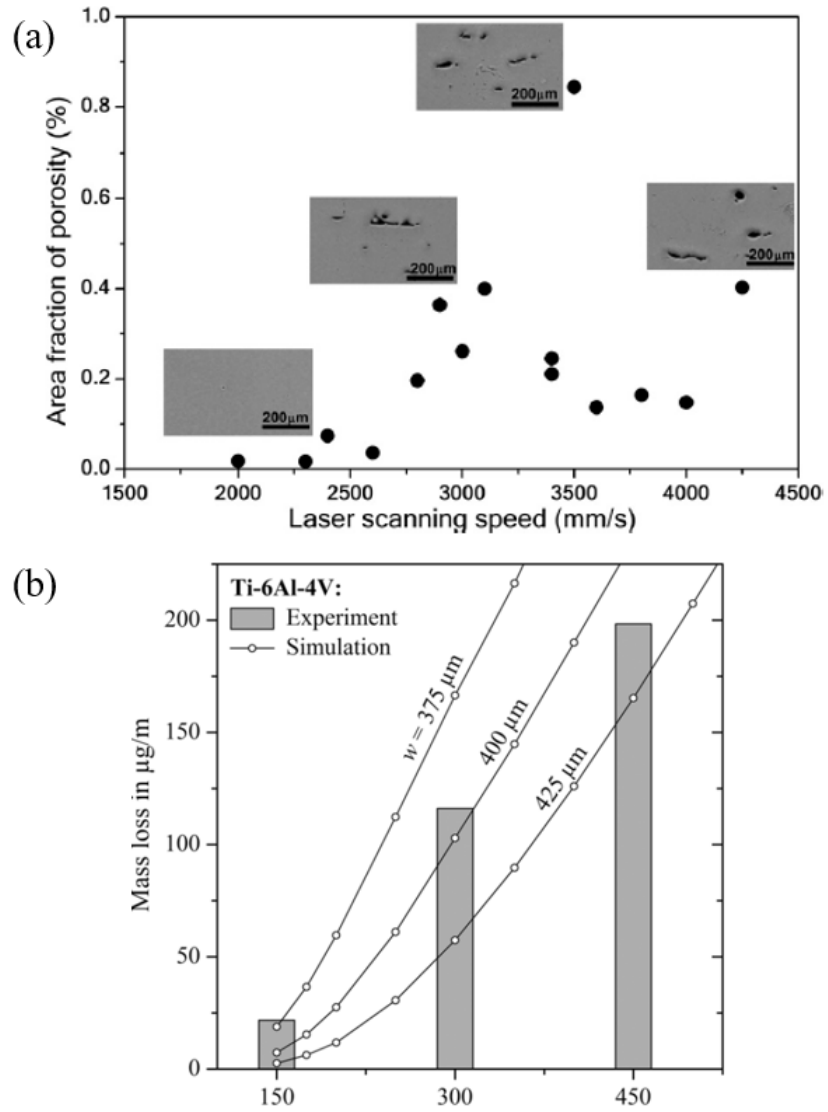 (a)
1.0
0.8
0.6
0.4
0.2
0.0
Area fraction of porosity (%)
200μm
200μm
200μm
200μm
1500 2000 2500 3000 3500 4000 4500
Laser scanning speed (mm/s)
(b)
Ti-6Al-4V:
Experiment
Simulation
w = 375 μm
400 μm
425 μm
200
150
100
50
0
Mass loss in μg/m
150 300 450